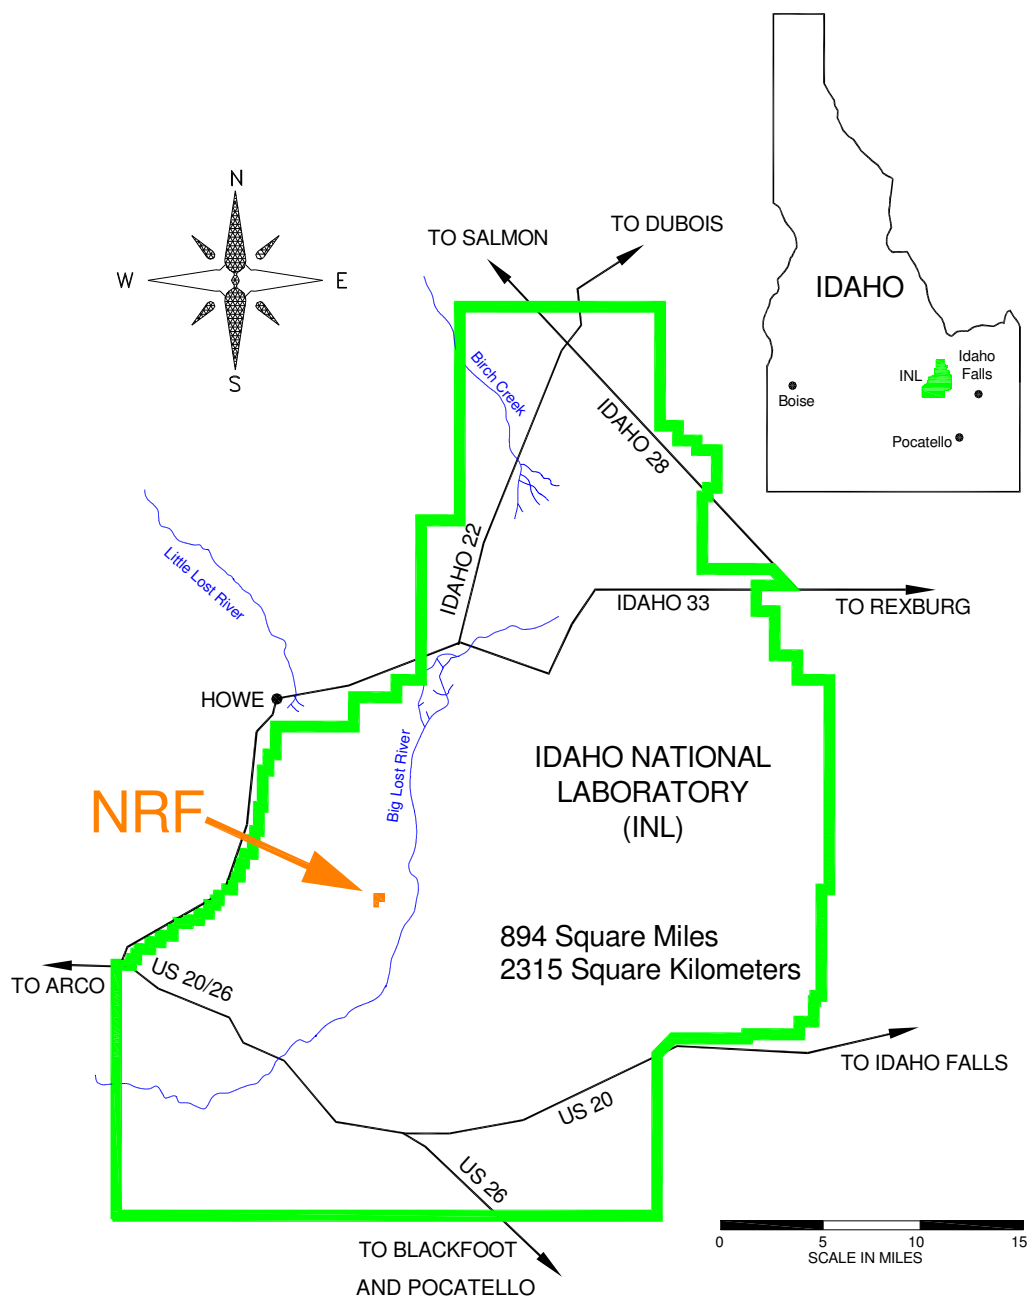 N
W
E
S
TO SALMON
TO DUBOIS
IDAHO
INL
Idaho
Falls
Boise
Pocatello
Birch Creek
IDAHO 28
IDAHO 22
Little Lost River
IDAHO 33
TO REXBURG
HOWE
Big Lost River
IDAHO NATIONAL
LABORATORY
(INL)
NRF
894 Square Miles
2315 Square Kilometers
TO ARCO
US 20/26
TO IDAHO FALLS
US 20
US 26
TO BLACKFOOT
AND POCATELLO
0 5 10 15
SCALE IN MILES